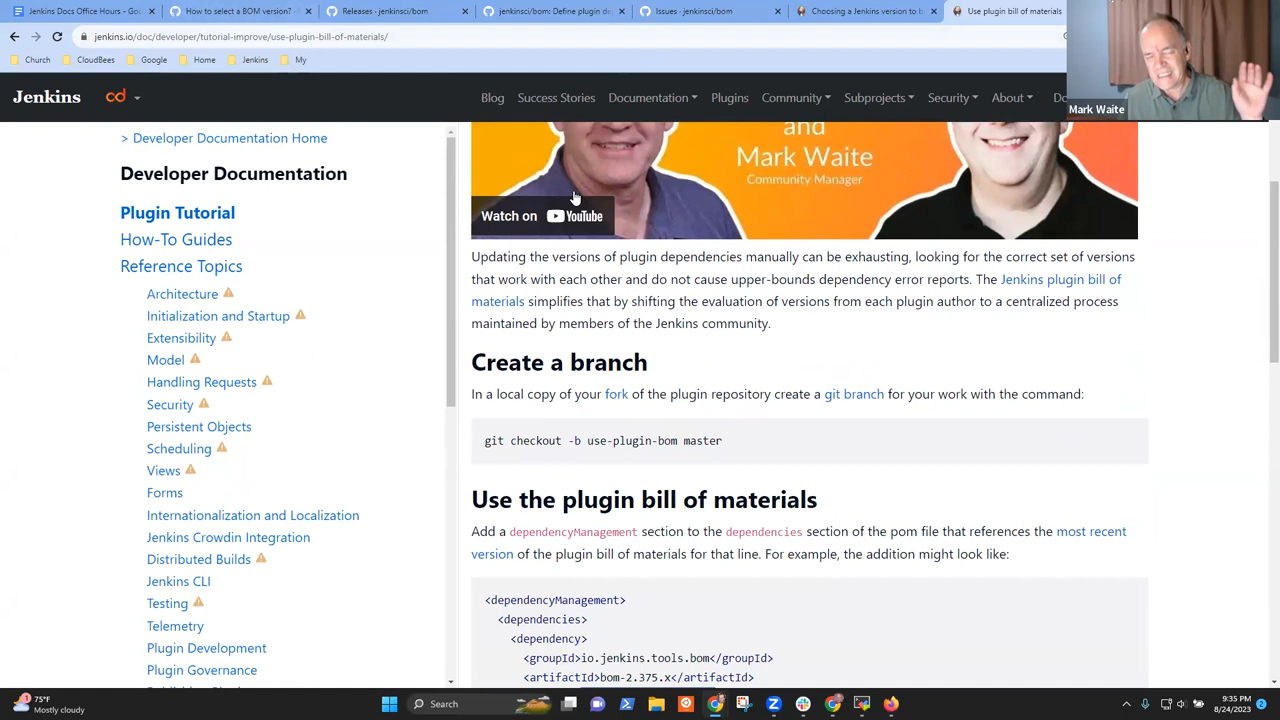 Jenkins Docs Office Hours - Goo
How to select a BOM version? -
Releases · jenkinsci/bom
jenkinsci/bom: Define plugin de
Issues · jenkinsci/bom
Choosing a Jenkins version to b
Use plugin bill of materials
jenkins.io/doc/developer/tutorial-improve/use-plugin-bill-of-materials/
Church
CloudBees
Google
Home
Jenkins
My
Mark Waite
Jenkins
cd
Blog
Success Stories
Documentation
Plugins
Community
Subprojects
Security
About
Do
> Developer Documentation Home
Developer Documentation
Plugin Tutorial
How-To Guides
Reference Topics
Architecture
Initialization and Startup
Extensibility
Model
Handling Requests
Security
Persistent Objects
Scheduling
Views
Forms
Internationalization and Localization
Jenkins Crowdin Integration
Distributed Builds
Jenkins CLI
Testing
Telemetry
Plugin Development
Plugin Governance
and
Mark Waite
Community Manager
Watch on YouTube
Updating the versions of plugin dependencies manually can be exhausting, looking for the correct set of versions
that work with each other and do not cause upper-bounds dependency error reports. The Jenkins plugin bill of
materials simplifies that by shifting the evaluation of versions from each plugin author to a centralized process
maintained by members of the Jenkins community.
Create a branch
In a local copy of your fork of the plugin repository create a git branch for your work with the command:
git checkout -b use-plugin-bom master
Use the plugin bill of materials
Add a dependencyManagement section to the dependencies section of the pom file that references the most recent
version of the plugin bill of materials for that line. For example, the addition might look like:
<dependencyManagement>
<dependencies>
<dependency>
<groupId>io.jenkins.tools.bom</groupId>
<artifactId>bom-2.375.x</artifactId>
75°F
Mostly cloudy
Search
9:35 PM
8/24/2023